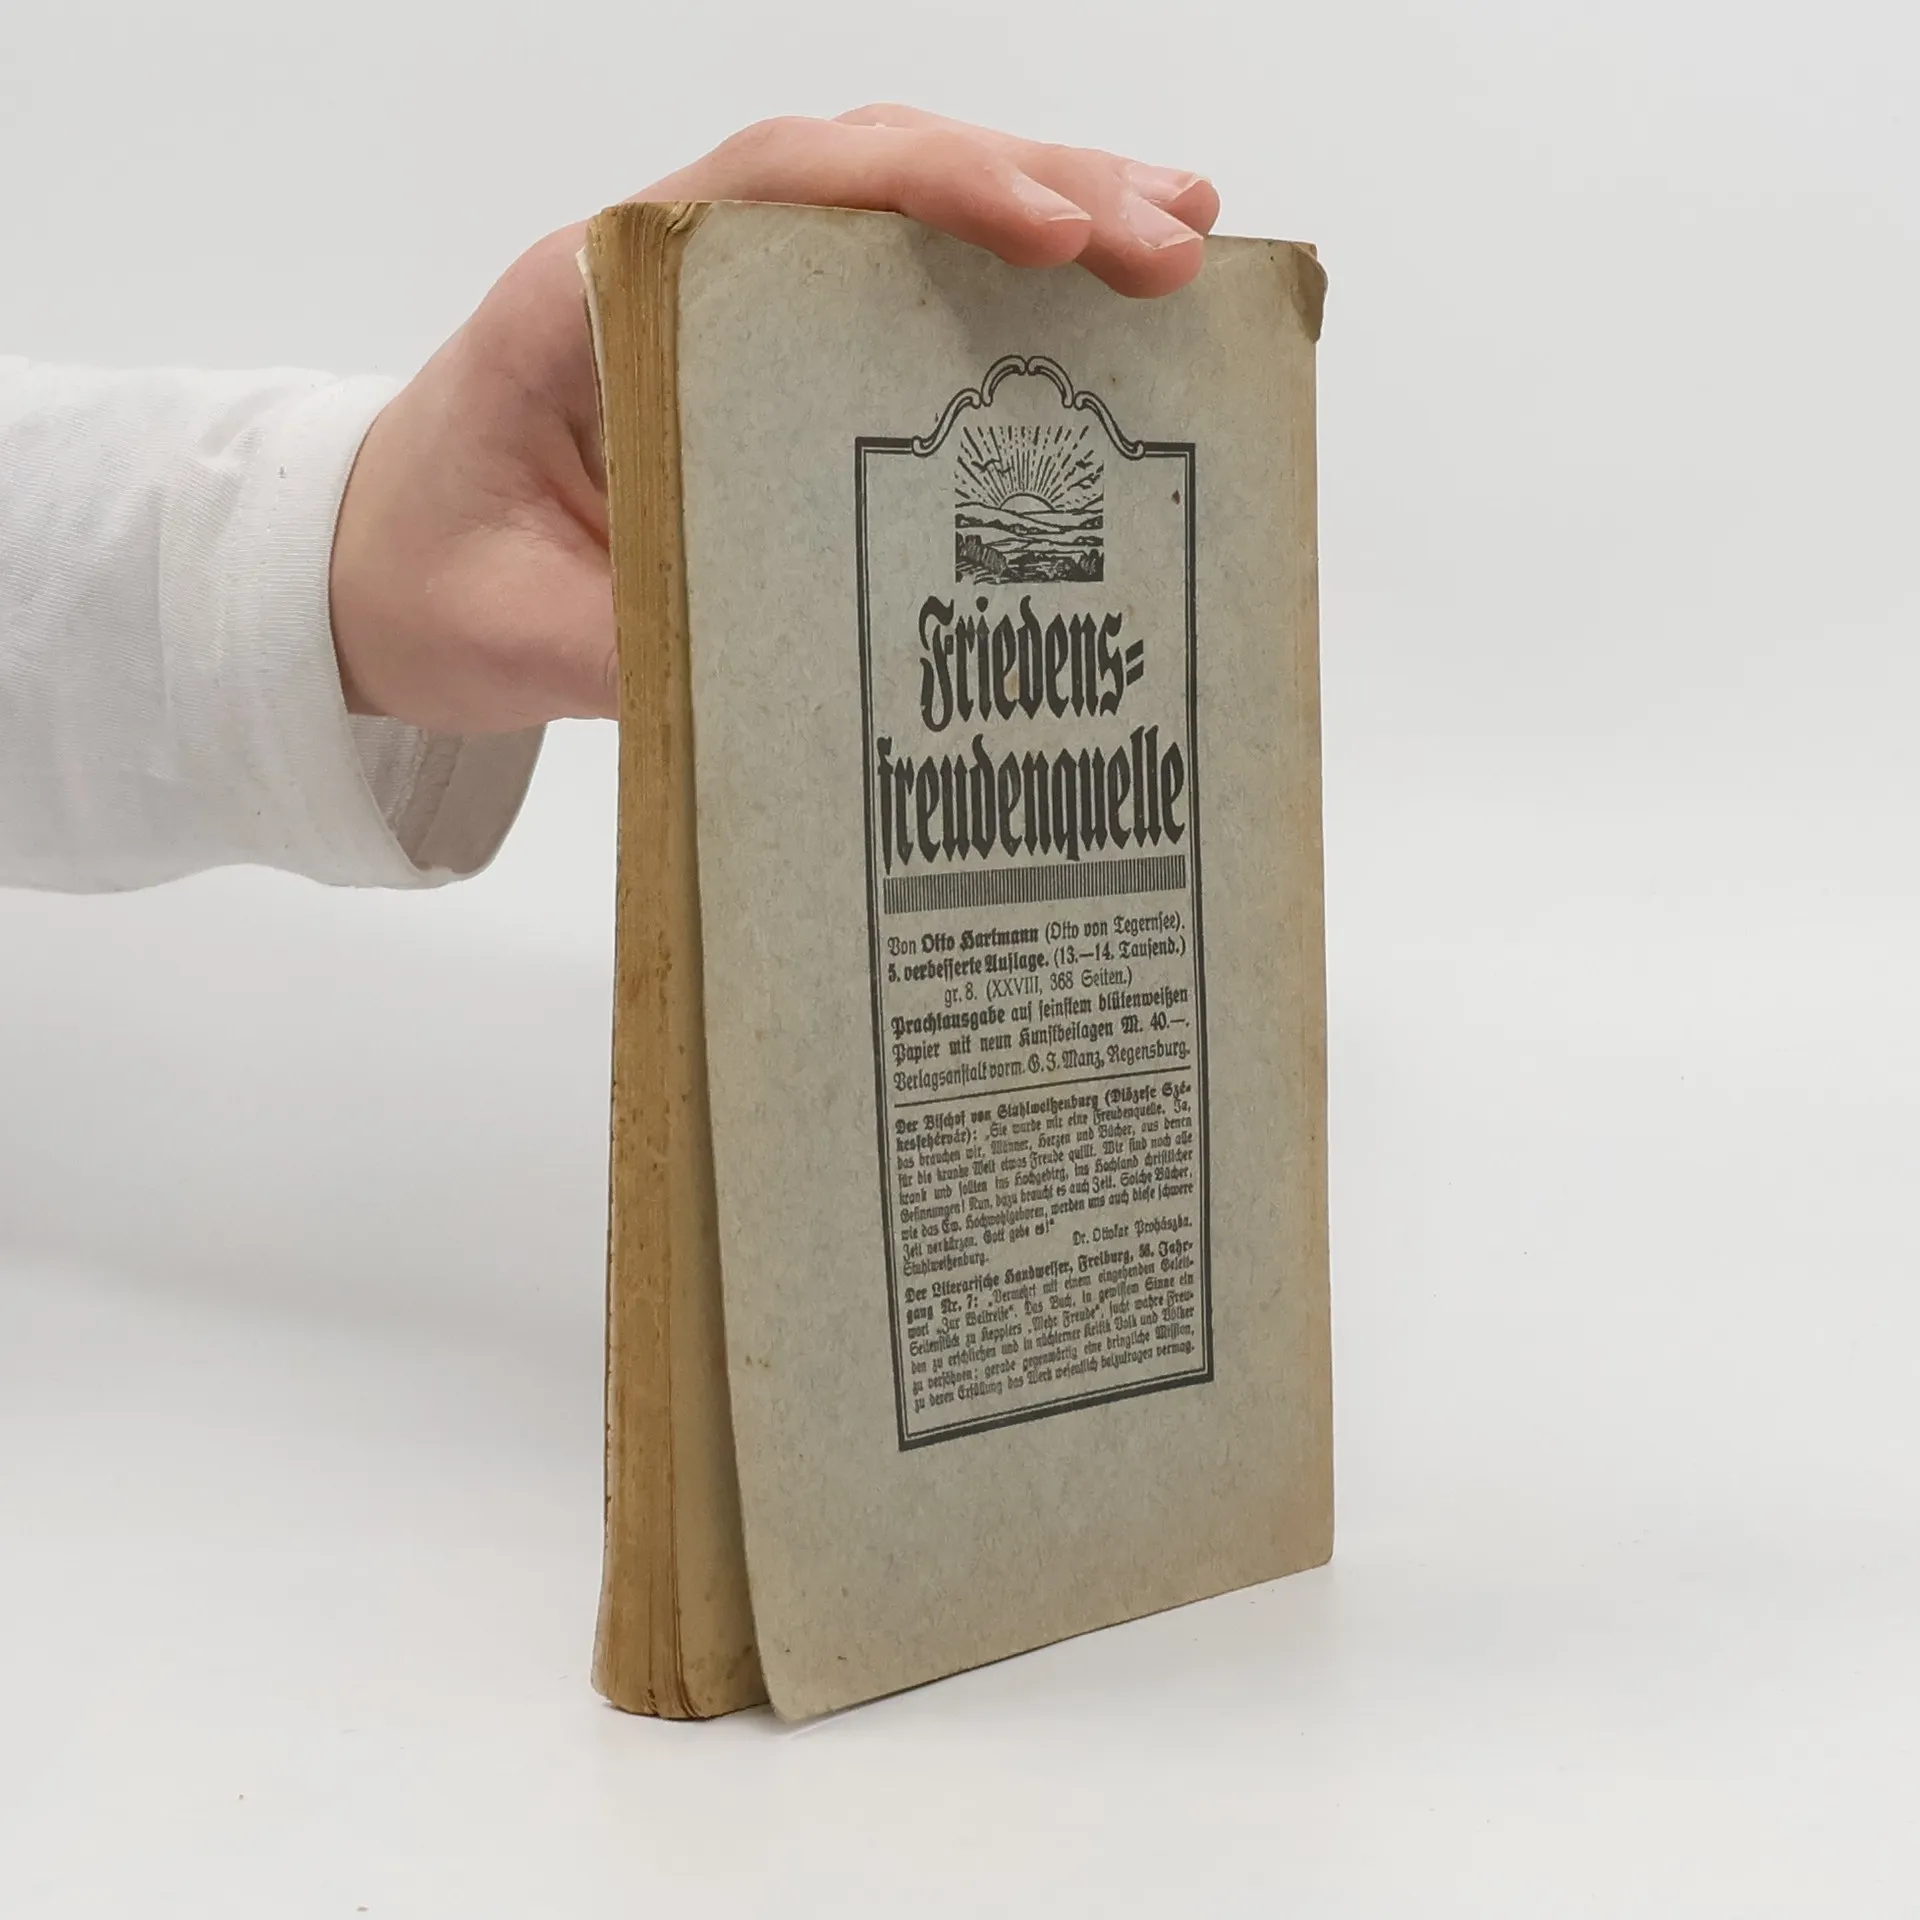 Friedens=
freudenquelle
Von Otto Hartmann (Otto von Tegernsee).
5. verbesserte Auflage. (13.—14. Tausend.)
gr. 8. (XXVIII, 368 Seiten.)
Prachtausgabe auf feinstem blütenweißen
Papier mit neun Kunstbeilagen M. 40.—.
Verlagsanstalt vorm. G. J. Manz, Regensburg.
Der Bischof von Stuhlweißenburg (Diözese Szé=
kesfehérvár): „Sie wurde mir eine Freudenquelle. Ja,
das brauchen wir, Männer, Herzen und Bücher, aus denen
für die kranke Welt etwas Freude quillt. Wir sind noch alle
krank und sollten ins Hochgebirg, ins Hochland christlicher
Gesinnungen! Nun, dazu braucht es auch Zeit. Solche Bücher,
wie das Ew. Hochwohlgeboren, werden uns auch diese schwere
Zeit verkürzen. Gott gebe es!“
Stuhlweißenburg. Dr. Ottokar Prohászka.
Der Literarische Handweiser, Freiburg, 56. Jahr=
gang Nr. 7: „Vermehrt mit einem eingehenden Geleit=
wort „Zur Weltreise“. Das Buch, in gewissem Sinne ein
Seitenstück zu Kepplers „Mehr Freude“, sucht wahre Freu=
den zu erschließen und in nüchterner Kritik Volk und Völker
zu versöhnen; gerade gegenwärtig eine dringliche Mission,
zu deren Erfüllung das Werk wesentlich beizutragen vermag.